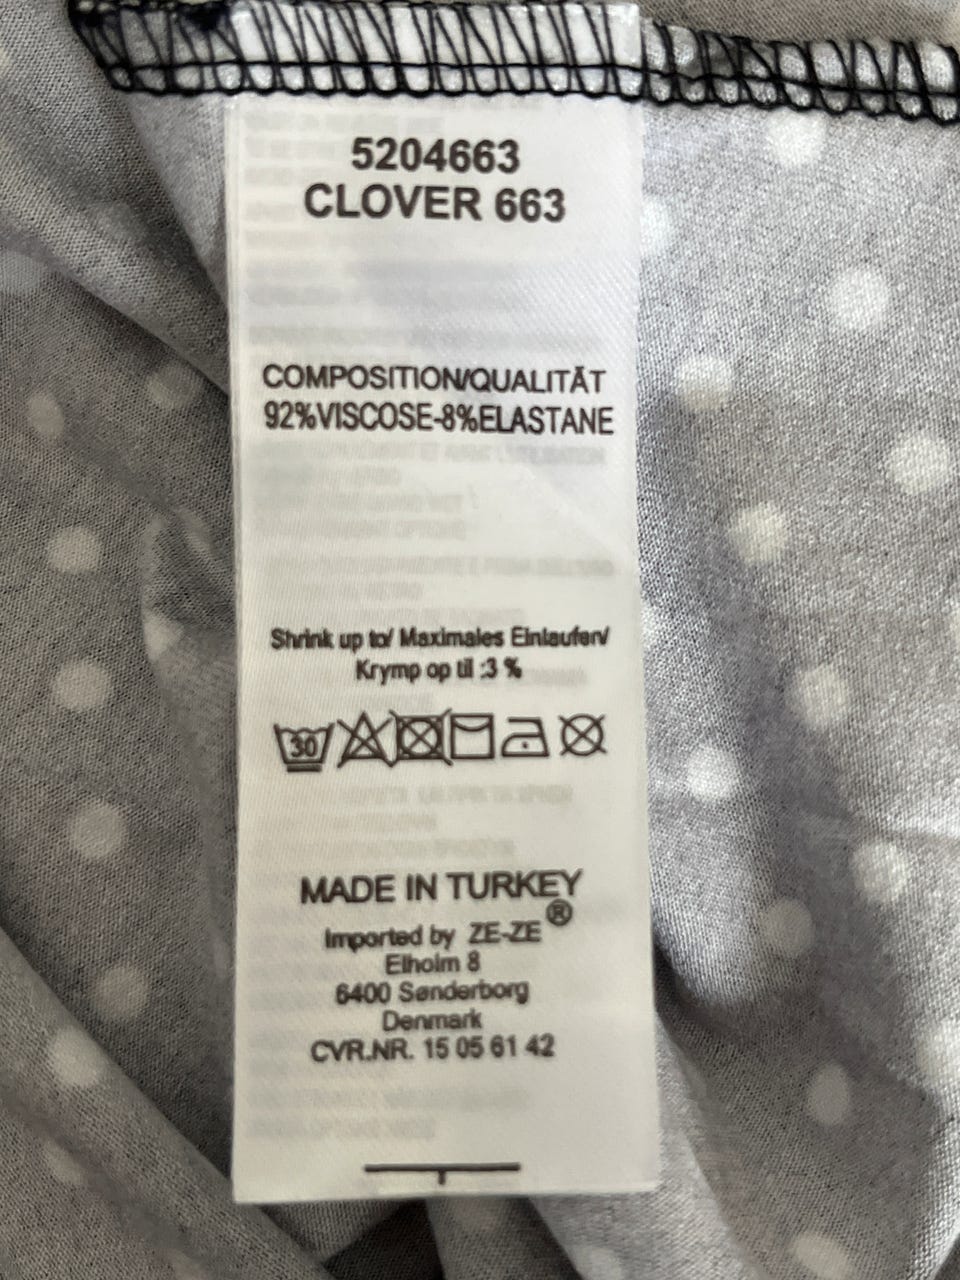 5204663
CLOVER 663
COMPOSITION/QUALITÄT
92%VISCOSE-8%ELASTANE
Shrink up to/ Maximales Einlaufen/
Krymp op til :3 %
30
MADE IN TURKEY
Imported by ZE-ZE®
Elholm 8
6400 Sønderborg
Denmark
CVR.NR. 15 05 61 42